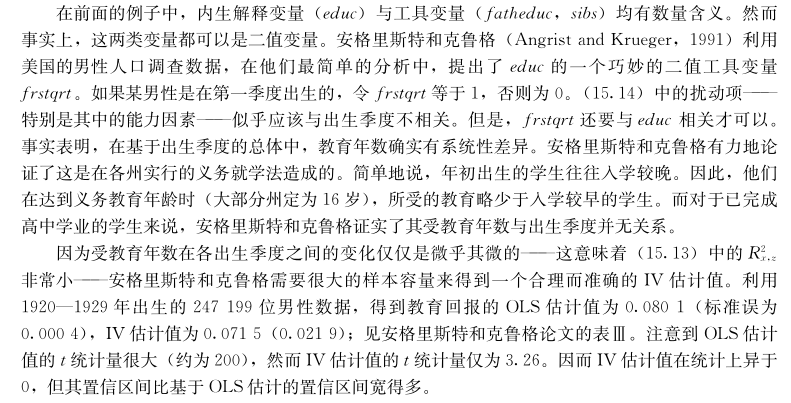 在前面的例子中，内生解释变量（educ）与工具变量（fatheduc，sibs）均有数量含义。然而
事实上，这两类变量都可以是二值变量。安格里斯特和克鲁格（Angrist and Krueger，1991）利用
美国的男性人口调查数据，在他们最简单的分析中，提出了 educ 的一个巧妙的二值工具变量
frstqrt。如果某男性是在第一季度出生的，令 frstqrt 等于 1，否则为 0。（15.14）中的扰动项——
特别是其中的能力因素——似乎应该与出生季度不相关。但是，frstqrt 还要与 educ 相关才可以。
事实表明，在基于出生季度的总体中，教育年数确实有系统性差异。安格里斯特和克鲁格有力地论
证了这是在各州实行的义务就学法造成的。简单地说，年初出生的学生往往入学较晚。因此，他们
在达到义务教育年龄时（大部分州定为 16 岁），所受的教育略少于入学较早的学生。而对于已完成
高中学业的学生来说，安格里斯特和克鲁格证实了其受教育年数与出生季度并无关系。
因为受教育年数在各出生季度之间的变化仅仅是微乎其微的——这意味着（15.13）中的 R²x,z
非常小——安格里斯特和克鲁格需要很大的样本容量来得到一个合理而准确的 IV 估计值。利用
1920—1929 年出生的 247 199 位男性数据，得到教育回报的 OLS 估计值为 0.080 1（标准误为
0.000 4），IV 估计值为 0.071 5（0.021 9）；见安格里斯特和克鲁格论文的表Ⅲ。注意到 OLS 估计
值的 t 统计量很大（约为 200），然而 IV 估计值的 t 统计量仅为 3.26。因而 IV 估计值在统计上异于
0，但其置信区间比基于 OLS 估计的置信区间宽得多。